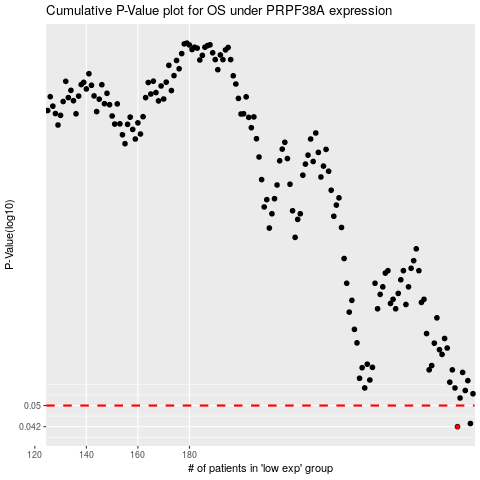 Cumulative P-Value plot for OS under PRPF38A expression
P-Value(log10)
0.05
0.042
120 140 160 180
# of patients in 'low exp' group